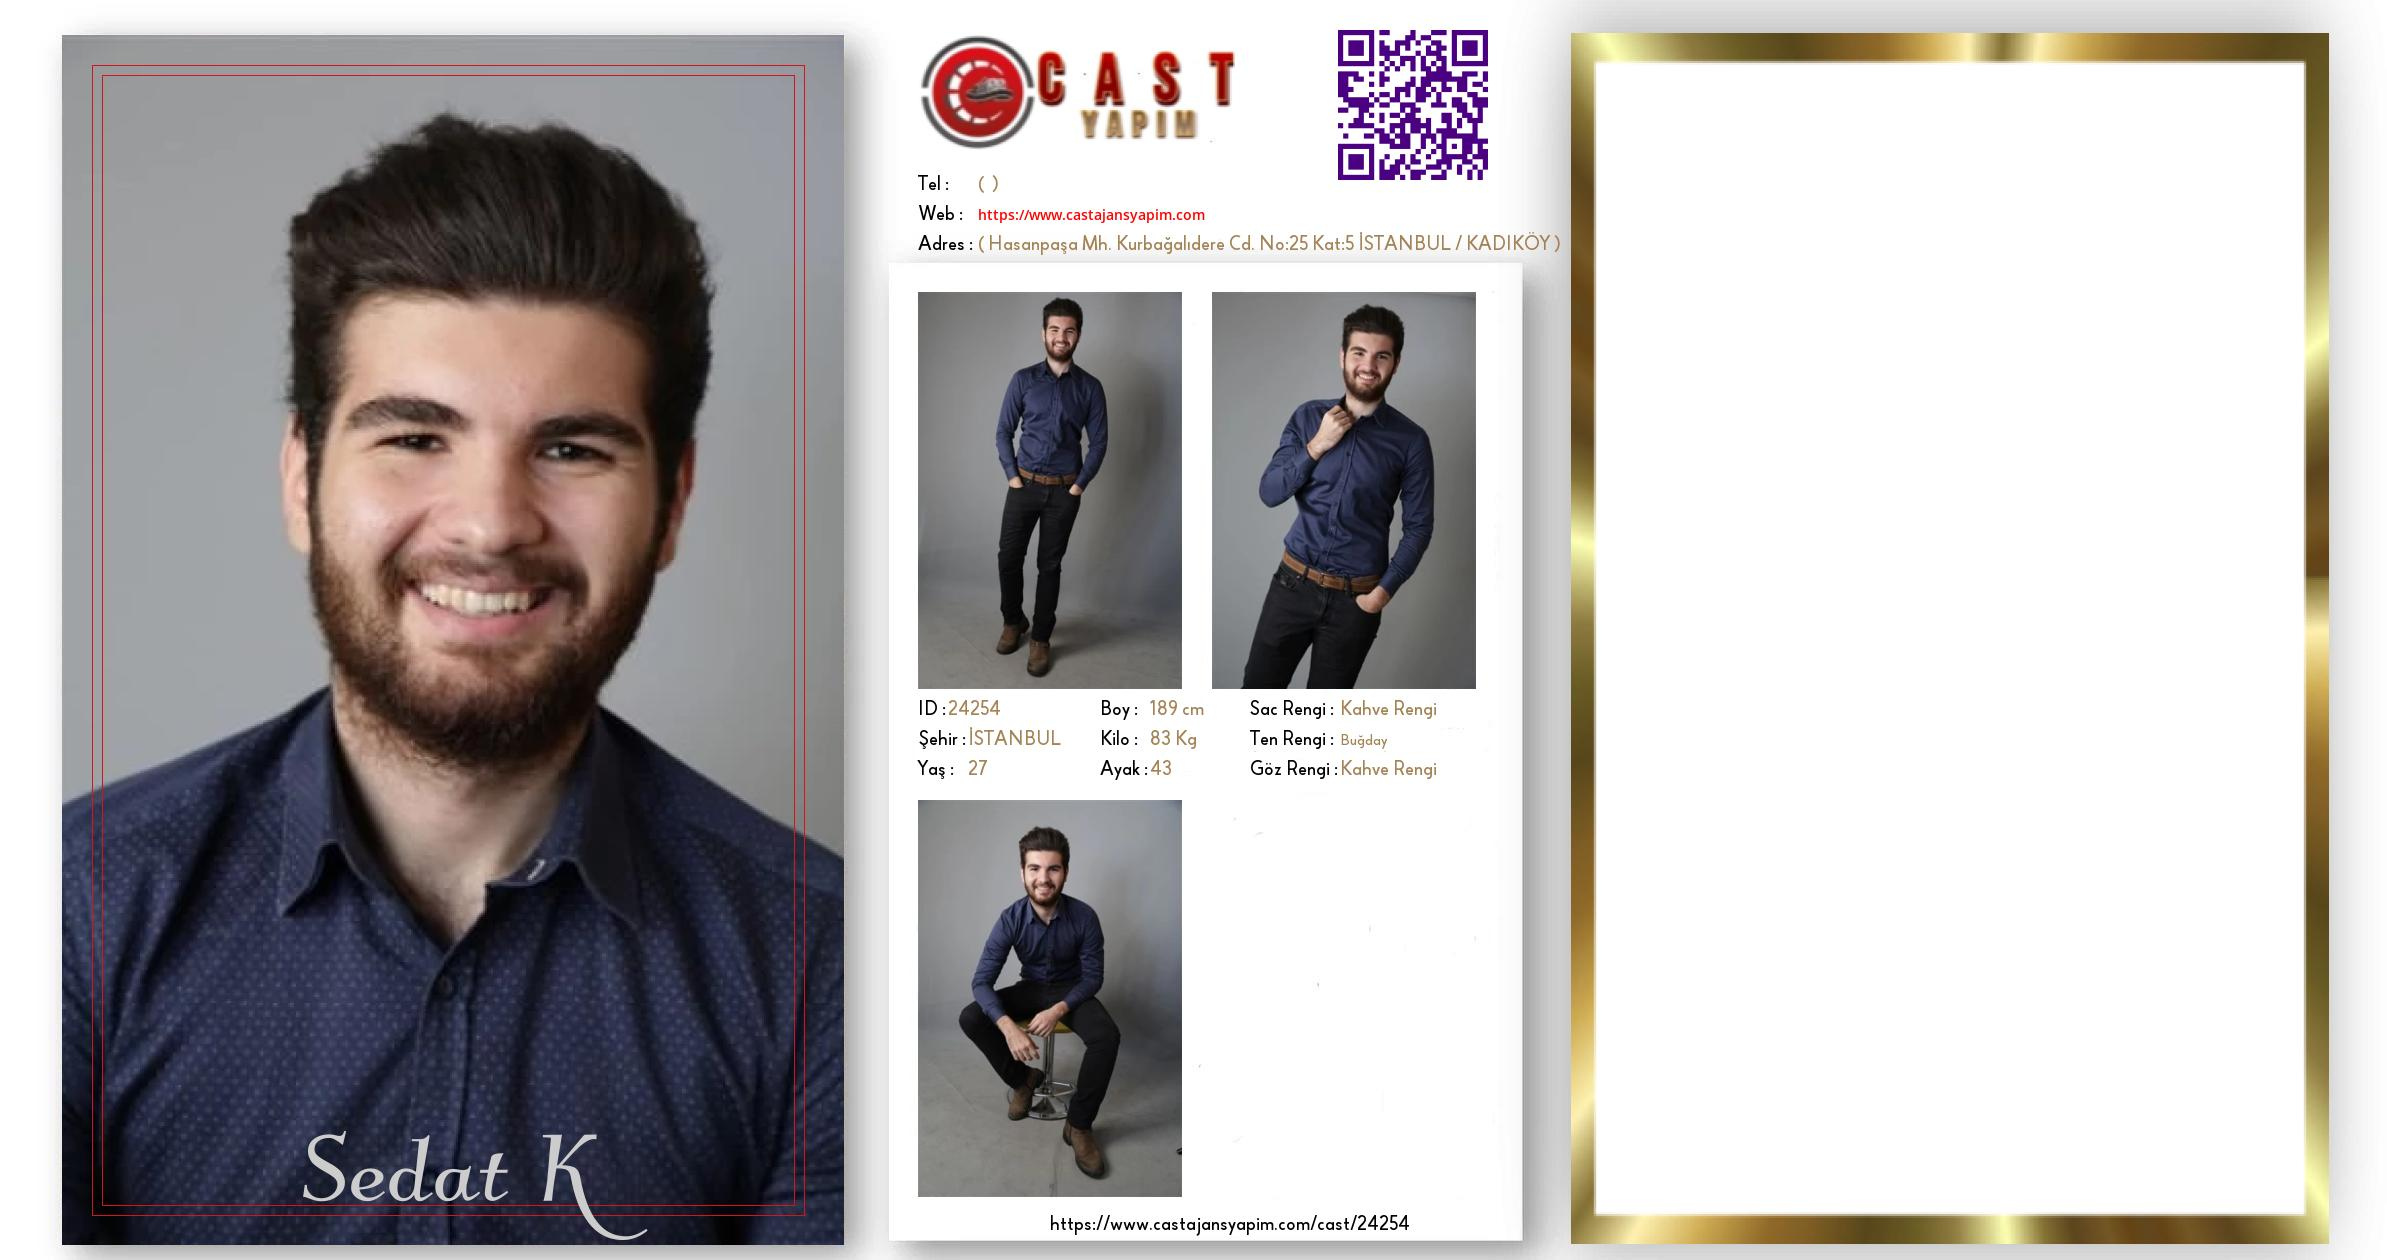 Sedat K
CAST
YAPIM
Tel : ( )
Web : https://www.castajansyapim.com
Adres : ( Hasanpaşa Mh. Kurbağalıdere Cd. No:25 Kat:5 İSTANBUL / KADIKÖY )
ID : 24254 Boy : 189 cm Sac Rengi : Kahve Rengi
Şehir : İSTANBUL Kilo : 83 Kg Ten Rengi : Buğday
Yaş : 27 Ayak : 43 Göz Rengi : Kahve Rengi
https://www.castajansyapim.com/cast/24254